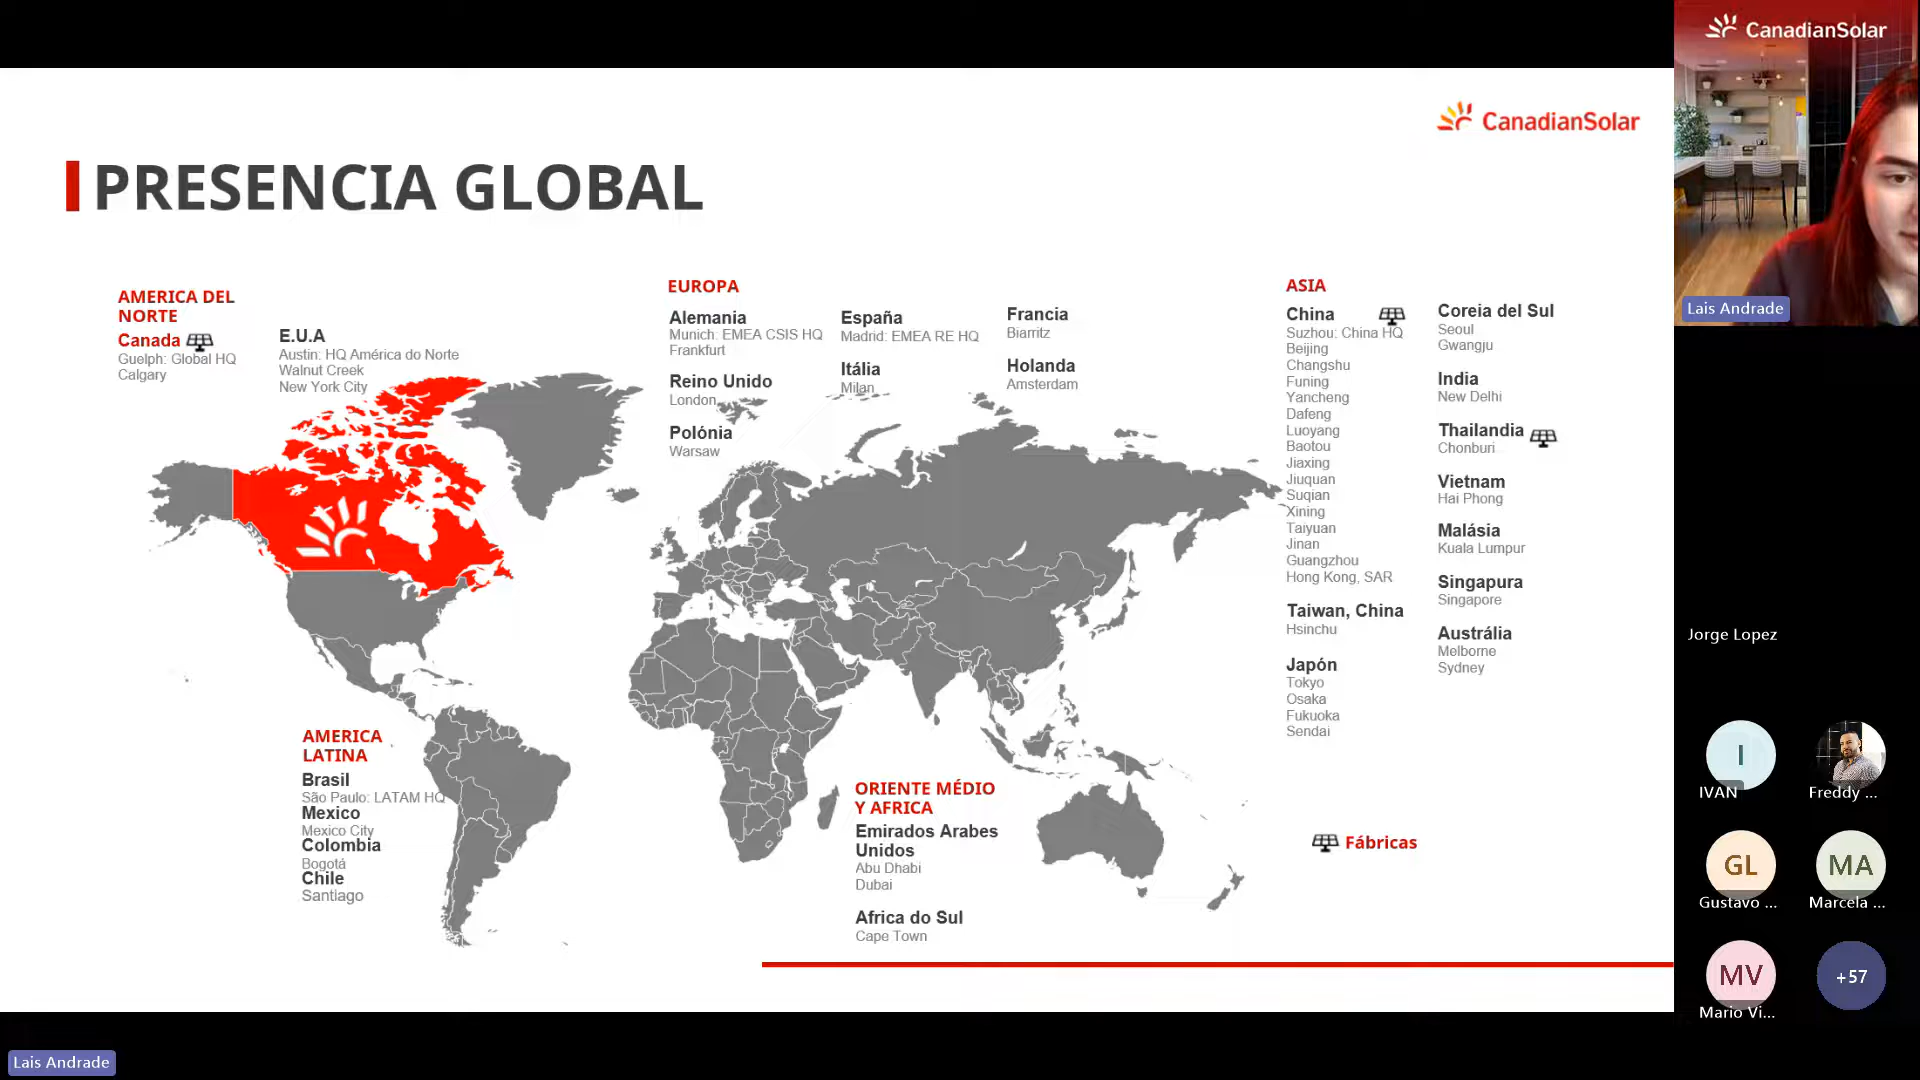 CanadianSolar
PRESENCIA GLOBAL
AMERICA DEL
NORTE
Canada
Guelph: Global HQ
Calgary
E.U.A
Austin: HQ América do Norte
Walnut Creek
New York City
EUROPA
Alemania
Munich: EMEA CSIS HQ
Frankfurt
Reino Unido
London
Polónia
Warsaw
España
Madrid: EMEA RE HQ
Itália
Milan
Francia
Biarritz
Holanda
Amsterdam
ASIA
China
Suzhou: China HQ
Beijing
Changshu
Funing
Yancheng
Dafeng
Luoyang
Baotou
Jiaxing
Jiuquan
Suqian
Xining
Taiyuan
Jinan
Guangzhou
Hong Kong, SAR
Taiwan, China
Hsinchu
Japón
Tokyo
Osaka
Fukuoka
Sendai
Coreia del Sul
Seoul
Gwangju
India
New Delhi
Thailandia
Chonburi
Vietnam
Hai Phong
Malásia
Kuala Lumpur
Singapura
Singapore
Austrália
Melborne
Sydney
AMERICA
LATINA
Brasil
São Paulo: LATAM HQ
Mexico
Mexico City
Colombia
Bogotá
Chile
Santiago
ORIENTE MÉDIO
Y AFRICA
Emirados Arabes
Unidos
Abu Dhabi
Dubai
Africa do Sul
Cape Town
Fábricas
CanadianSolar
Lais Andrade
Jorge Lopez
I
IVAN
Freddy ...
GL
Gustavo ...
MA
Marcela ...
MV
Mario Vi...
+57
Lais Andrade